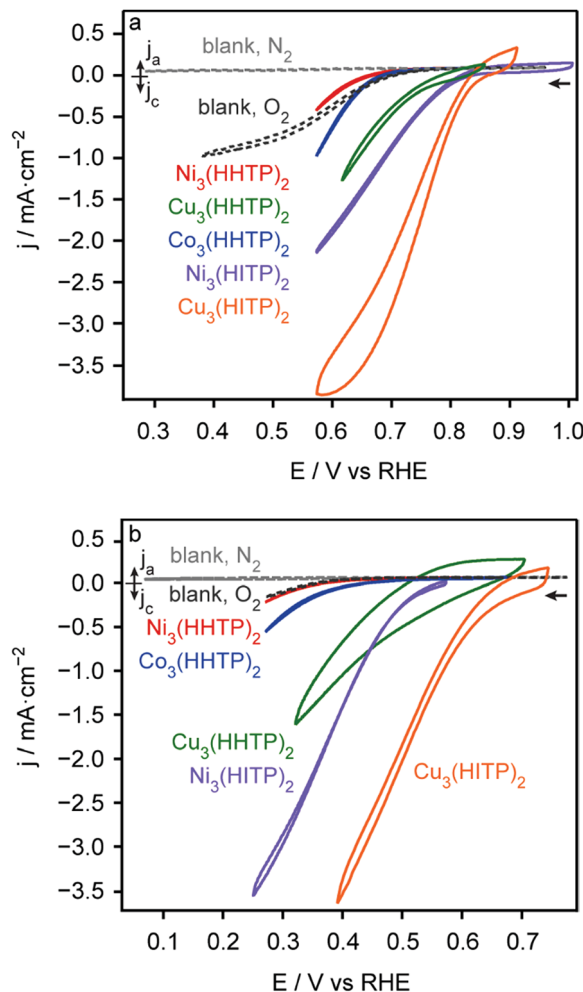 a
0.5
0.0
−0.5
−1.0
−1.5
−2.0
−2.5
−3.0
−3.5
j / mA·cm−2
ja
jc
blank, N2
blank, O2
Ni3(HHTP)2
Cu3(HHTP)2
Co3(HHTP)2
Ni3(HITP)2
Cu3(HITP)2
0.3 0.4 0.5 0.6 0.7 0.8 0.9 1.0
E / V vs RHE
b
0.5
0.0
−0.5
−1.0
−1.5
−2.0
−2.5
−3.0
−3.5
j / mA·cm−2
ja
jc
blank, N2
blank, O2
Ni3(HHTP)2
Co3(HHTP)2
Cu3(HHTP)2
Ni3(HITP)2
Cu3(HITP)2
0.1 0.2 0.3 0.4 0.5 0.6 0.7
E / V vs RHE